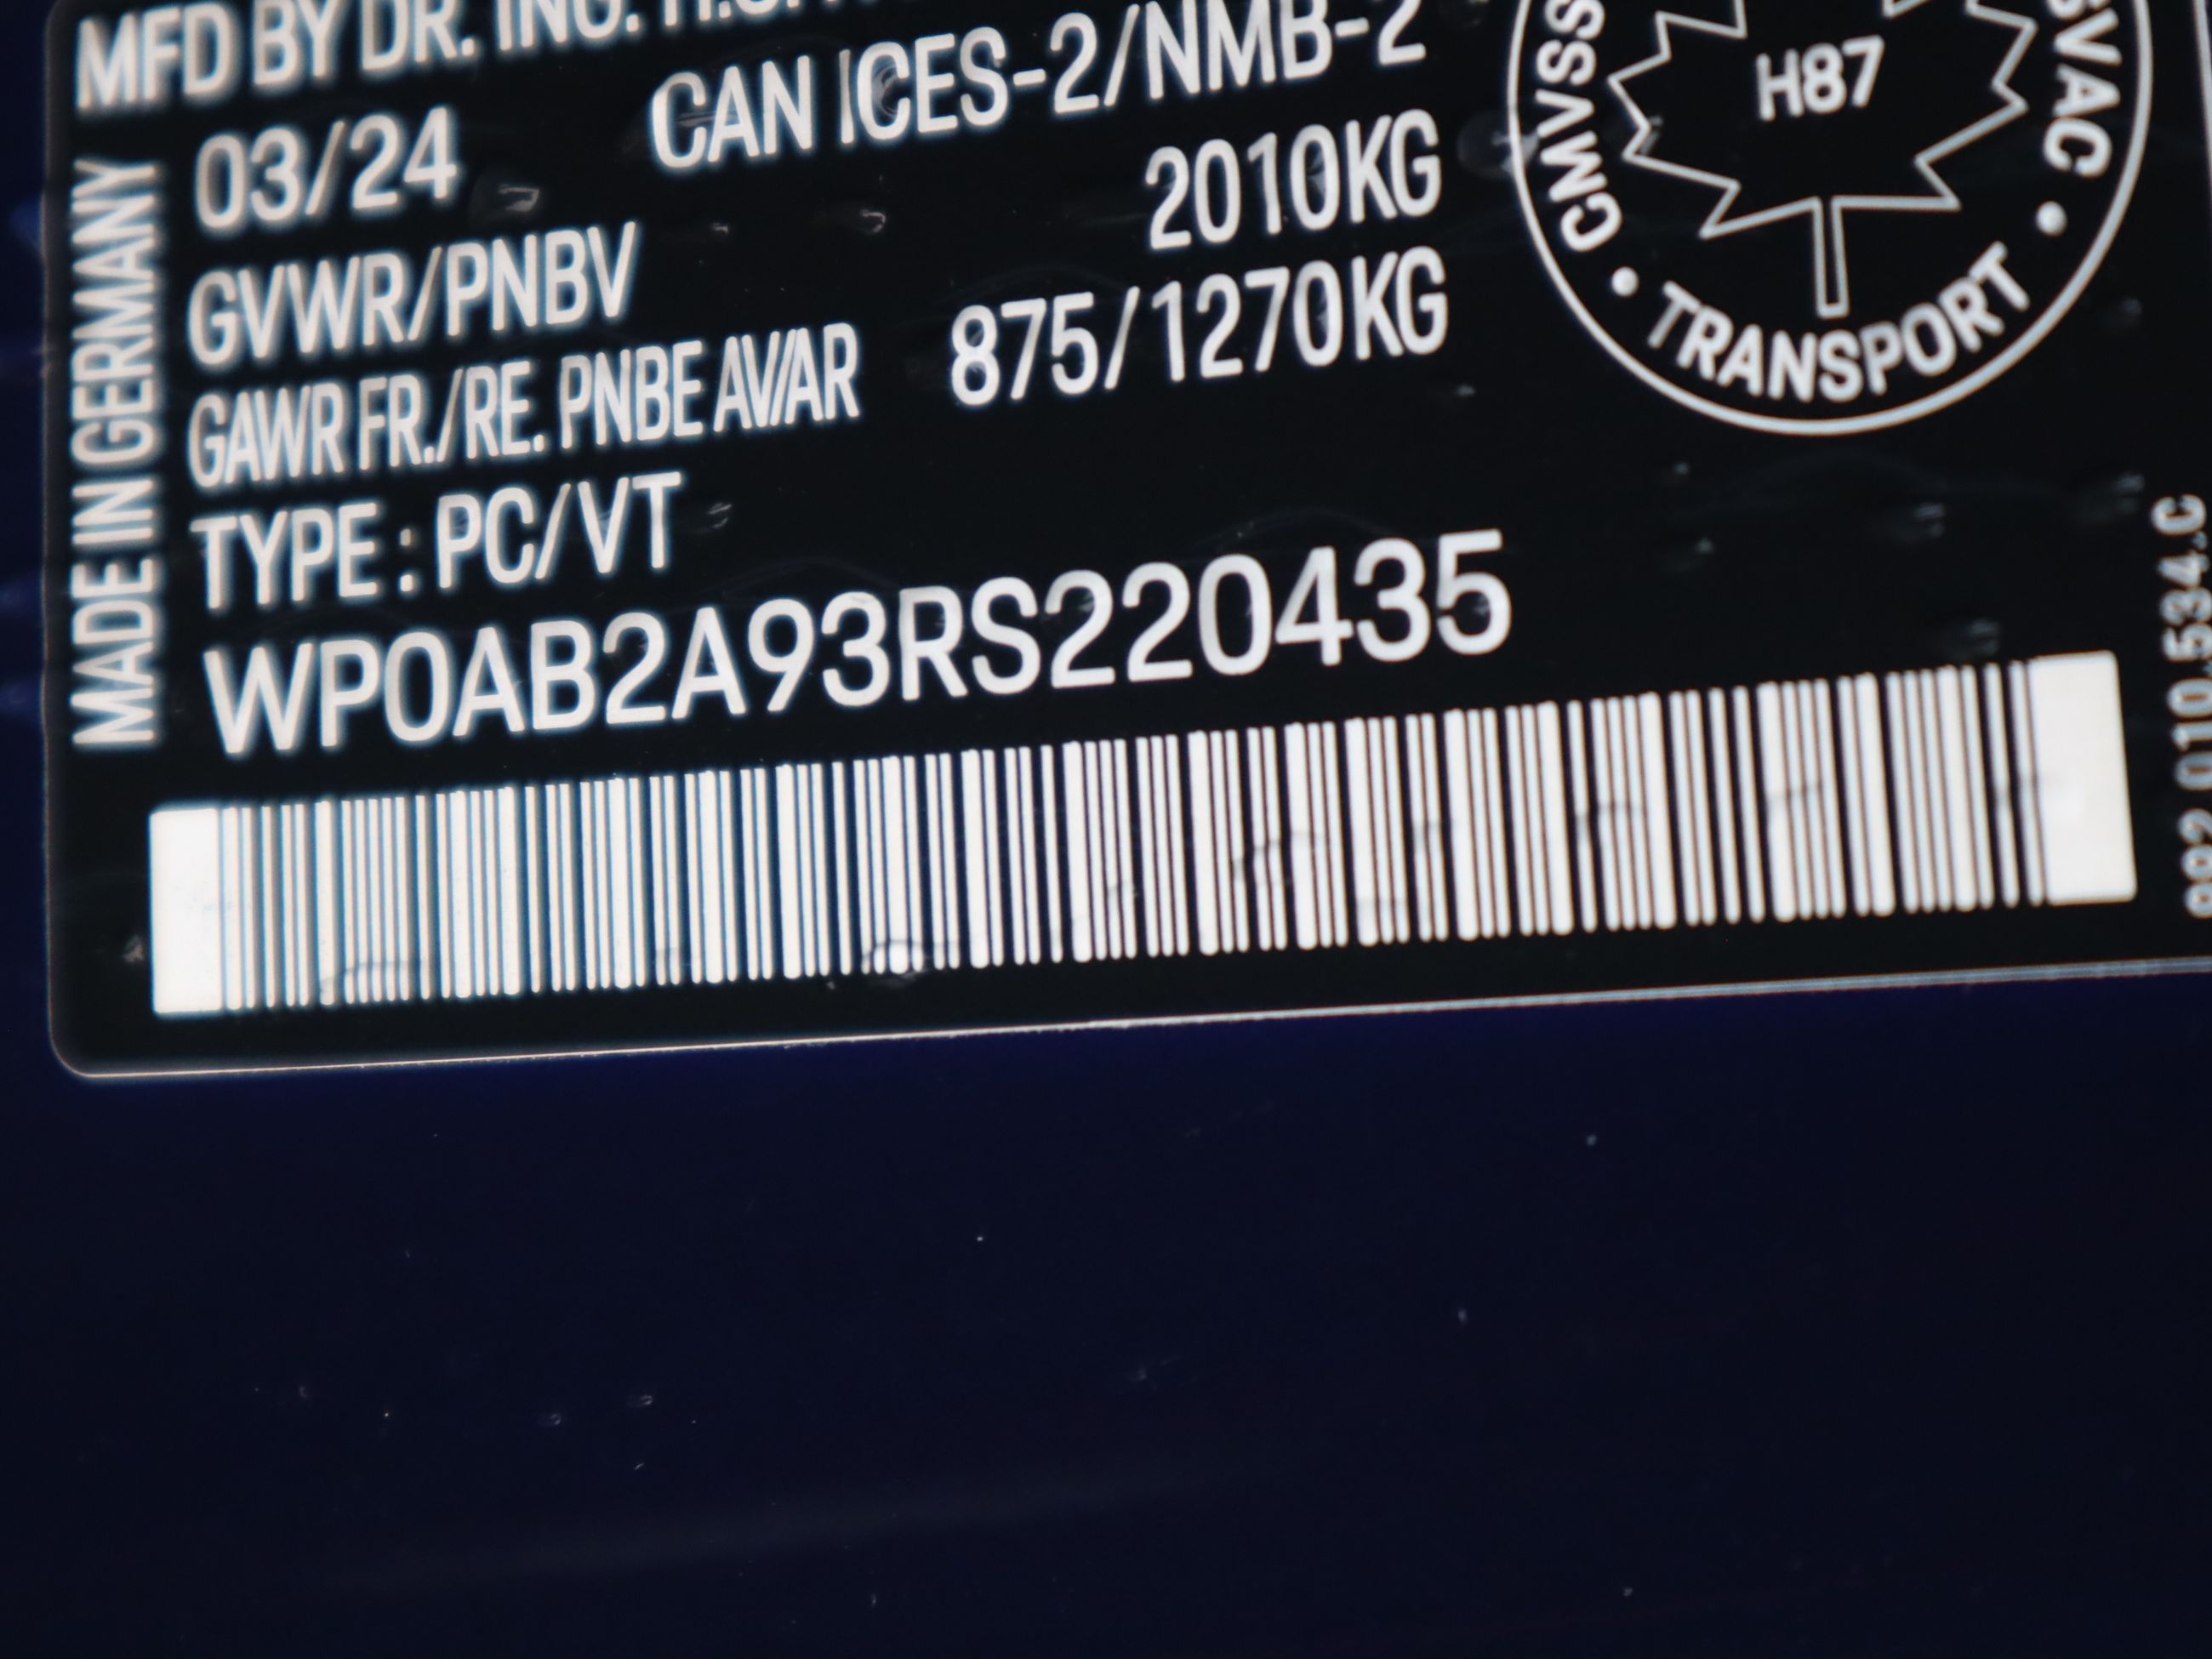 MFD BY DR. ING.
03/24 CAN ICES-2/NMB-2
GVWR/PNBV 2010KG
GAWR FR./RE. PNBE AV/AR 875/1270KG
TYPE : PC/VT
WP0AB2A93RS220435
MADE IN GERMANY
H87
CMVSS
SVAC
• TRANSPORT •
992 010.534.C